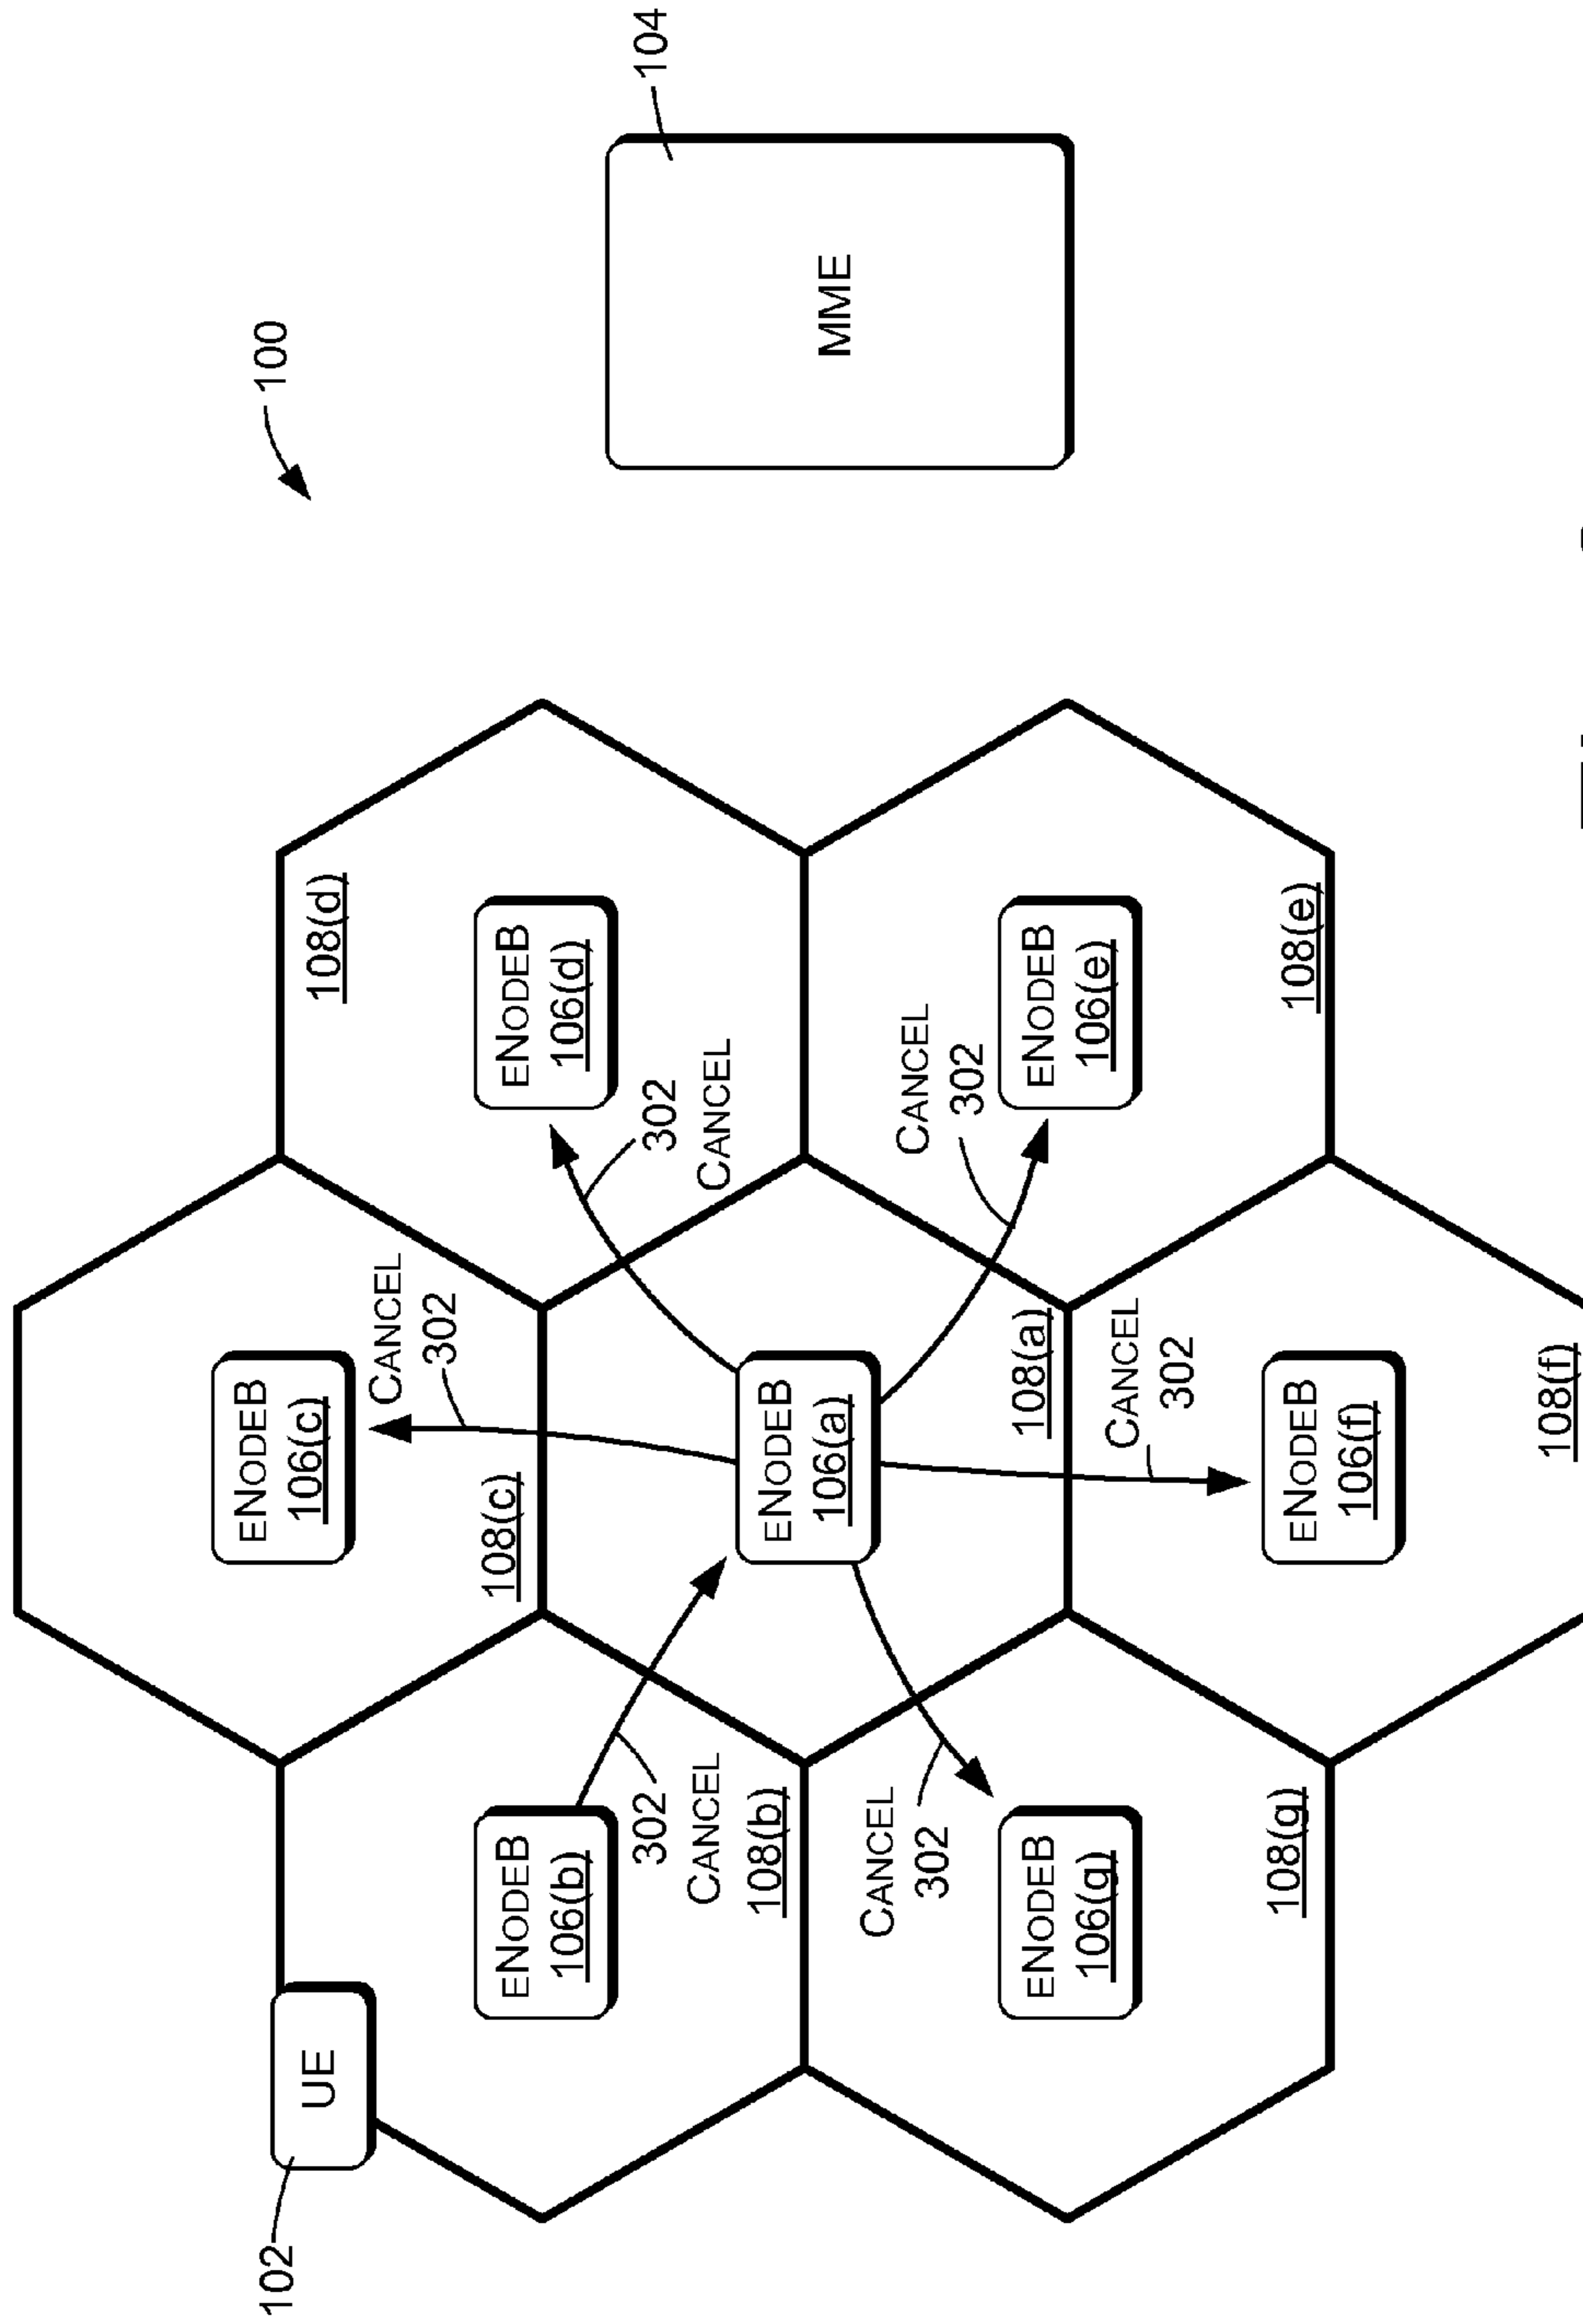 102
UE
ENODEB
106(c)
100
108(d)
CANCEL
302
108(c)
ENODEB
106(b)
ENODEB
106(d)
302
CANCEL
302
CANCEL
104
108(b)
ENODEB
106(a)
MME
CANCEL
302
CANCEL
302
ENODEB
106(g)
108(a)
ENODEB
106(e)
CANCEL
302
108(g)
ENODEB
106(f)
108(e)
108(f)